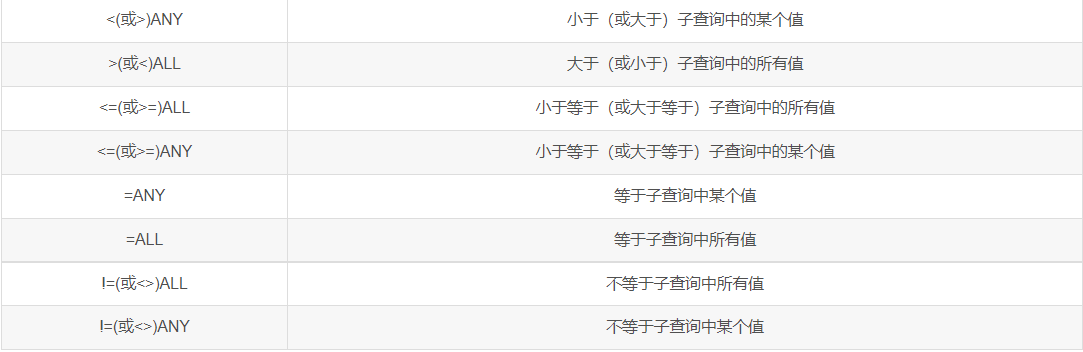 <(或>)ANY 小于（或大于）子查询中的某个值
>(或<)ALL 大于（或小于）子查询中的所有值
<=(或>=)ALL 小于等于（或大于等于）子查询中的所有值
<=(或>=)ANY 小于等于（或大于等于）子查询中的某个值
=ANY 等于子查询中某个值
=ALL 等于子查询中所有值
!=(或<>)ALL 不等于子查询中所有值
!=(或<>)ANY 不等于子查询中某个值